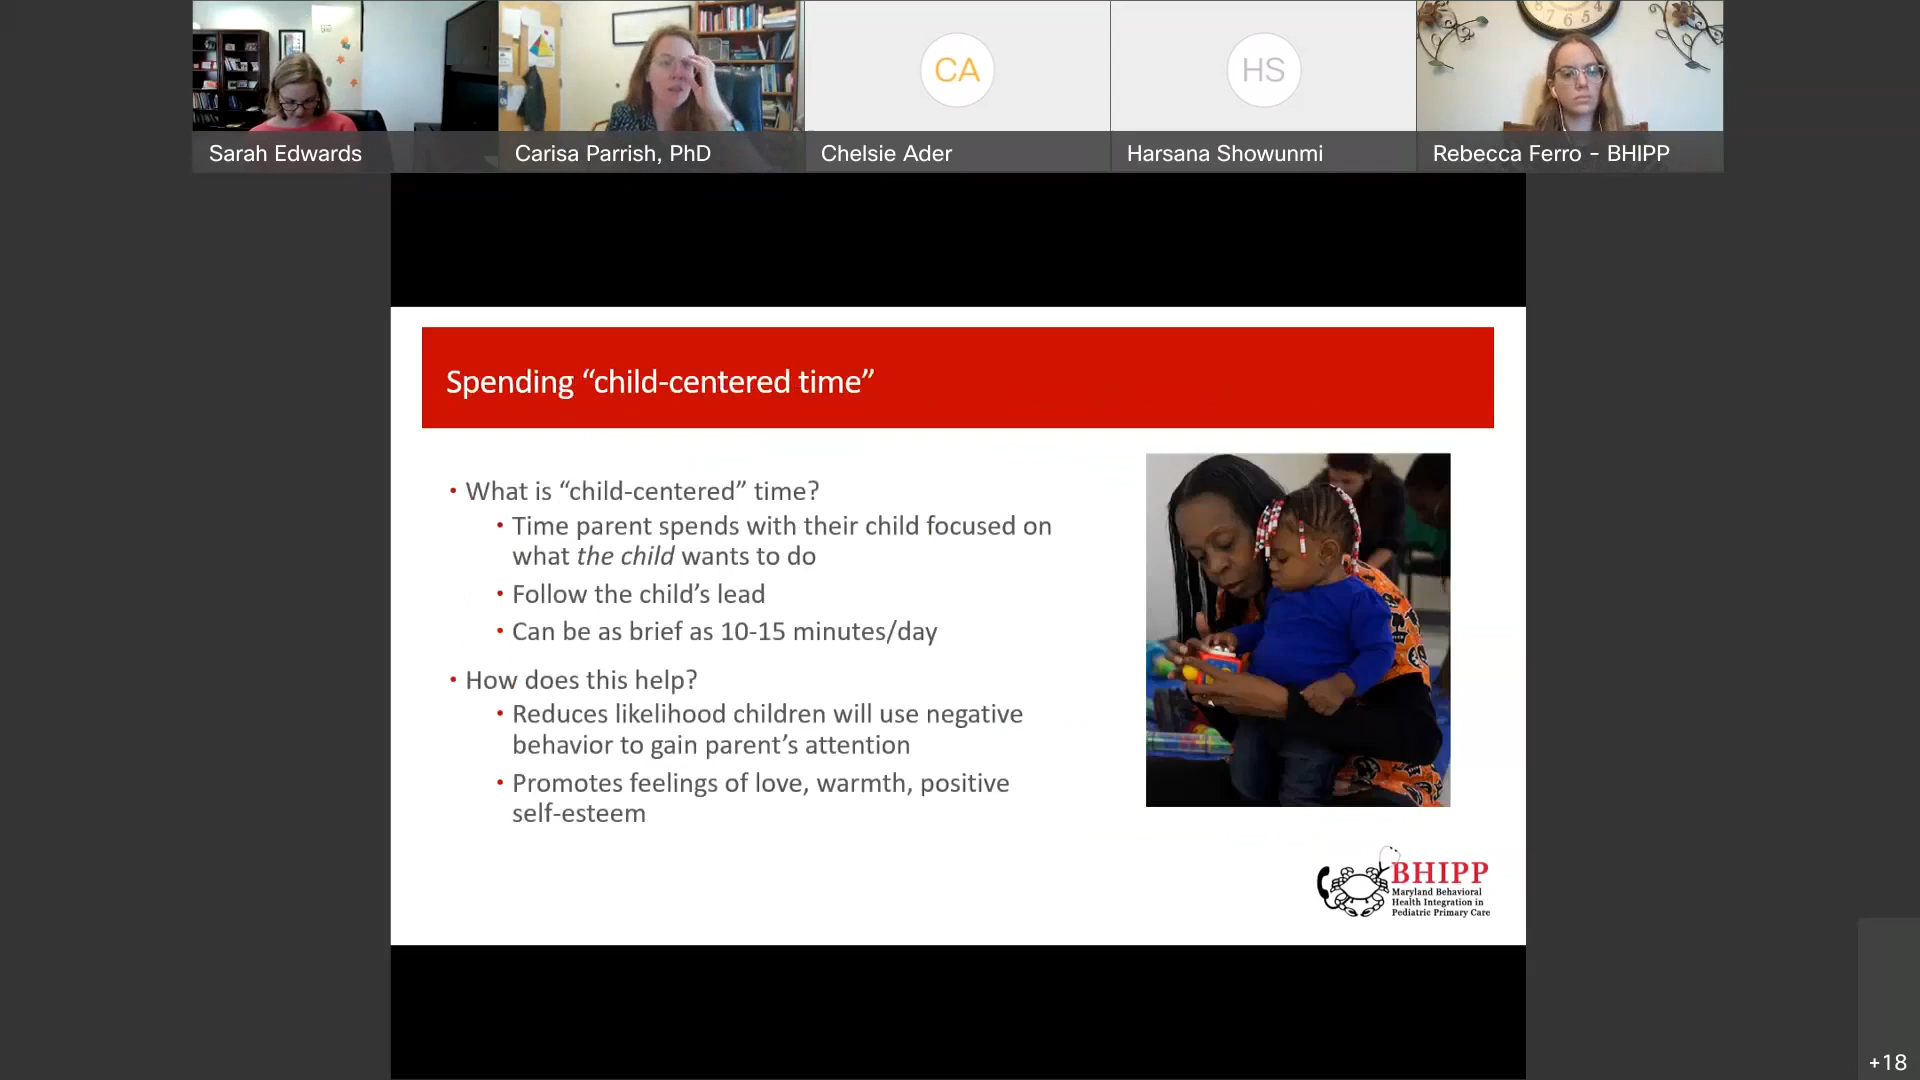 Sarah Edwards
Carisa Parrish, PhD
CA
Chelsie Ader
HS
Harsana Showunmi
Rebecca Ferro - BHIPP
Spending “child-centered time”
• What is “child-centered” time?
• Time parent spends with their child focused on
what the child wants to do
• Follow the child’s lead
• Can be as brief as 10-15 minutes/day
• How does this help?
• Reduces likelihood children will use negative
behavior to gain parent’s attention
• Promotes feelings of love, warmth, positive
self-esteem
BHIPP
Maryland Behavioral
Health Integration in
Pediatric Primary Care
+18